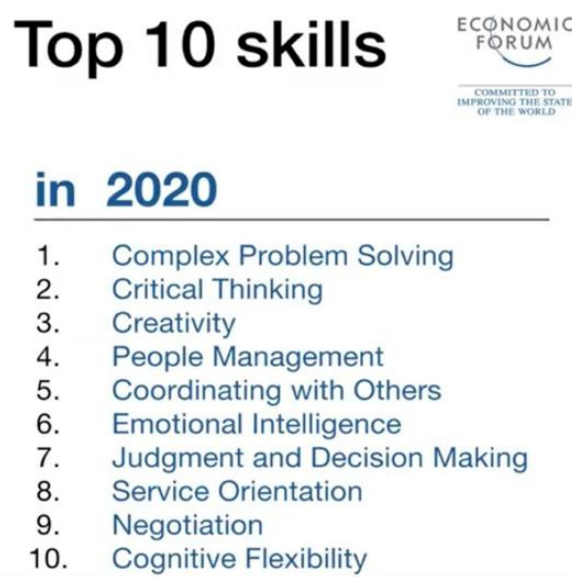 Top 10 skills
ECONOMIC
FORUM
COMMITTED TO
IMPROVING THE STATE
OF THE WORLD
in 2020
1. Complex Problem Solving
2. Critical Thinking
3. Creativity
4. People Management
5. Coordinating with Others
6. Emotional Intelligence
7. Judgment and Decision Making
8. Service Orientation
9. Negotiation
10. Cognitive Flexibility